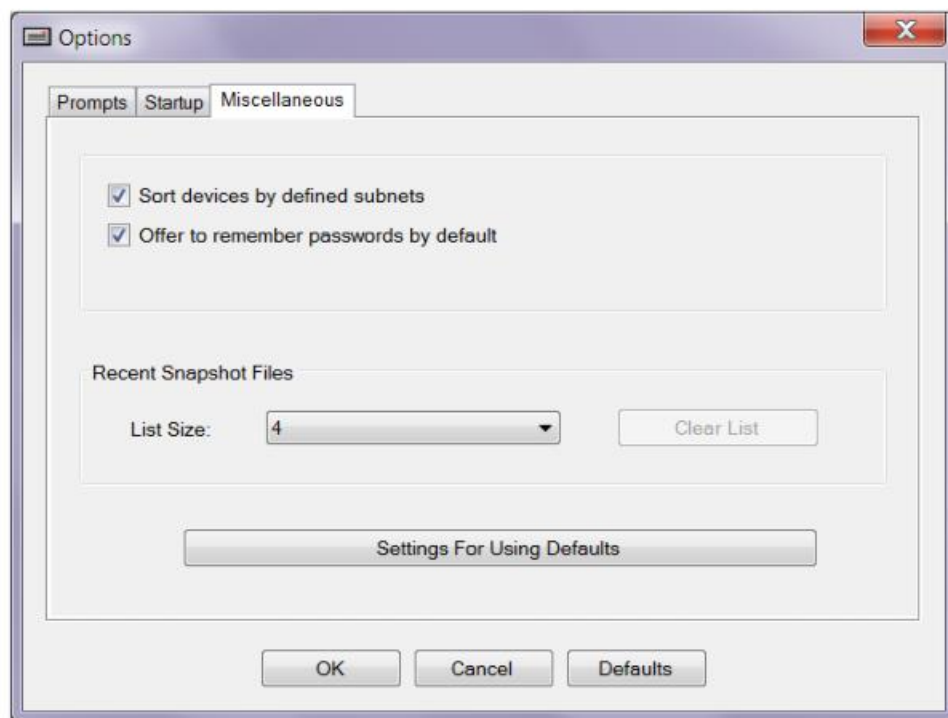 Options
Prompts Startup Miscellaneous
Sort devices by defined subnets
Offer to remember passwords by default
Recent Snapshot Files
List Size: 4 Clear List
Settings For Using Defaults
OK Cancel Defaults